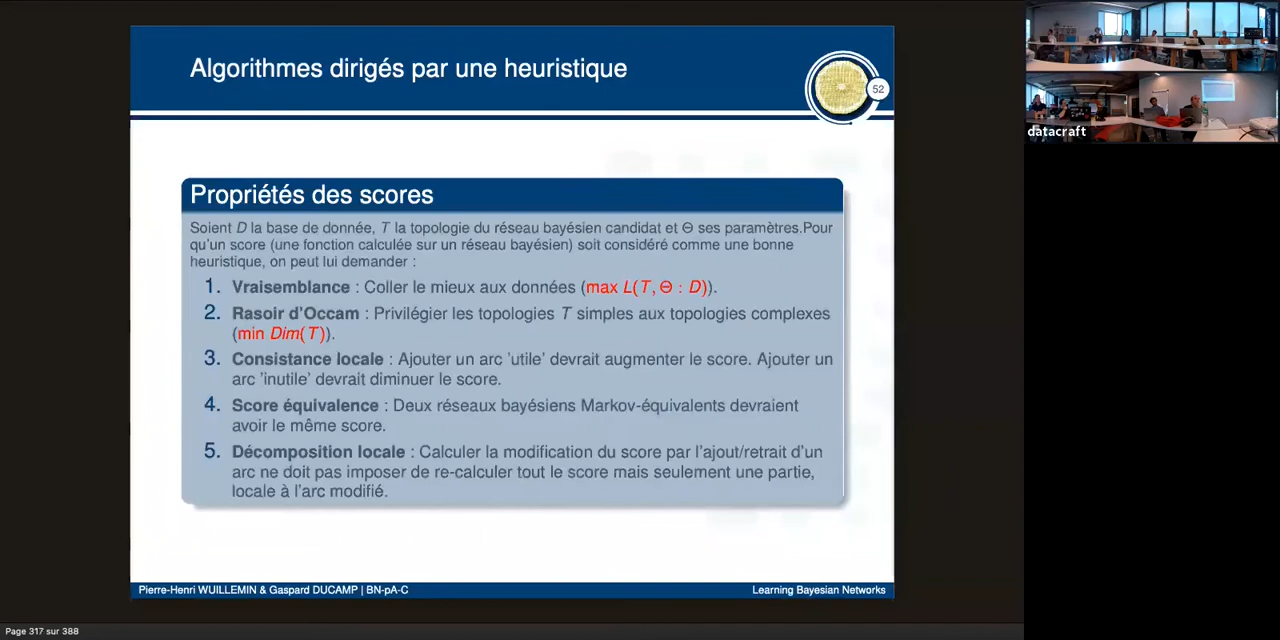 Algorithmes dirigés par une heuristique
52
Propriétés des scores
Soient D la base de donnée, T la topologie du réseau bayésien candidat et Θ ses paramètres.Pour
qu'un score (une fonction calculée sur un réseau bayésien) soit considéré comme une bonne
heuristique, on peut lui demander :
1. Vraisemblance : Coller le mieux aux données (max L(T, Θ : D)).
2. Rasoir d'Occam : Privilégier les topologies T simples aux topologies complexes
(min Dim(T)).
3. Consistance locale : Ajouter un arc 'utile' devrait augmenter le score. Ajouter un
arc 'inutile' devrait diminuer le score.
4. Score équivalence : Deux réseaux bayésiens Markov-équivalents devraient
avoir le même score.
5. Décomposition locale : Calculer la modification du score par l'ajout/retrait d'un
arc ne doit pas imposer de re-calculer tout le score mais seulement une partie,
locale à l'arc modifié.
Pierre-Henri WUILLEMIN & Gaspard DUCAMP | BN-pA-C
Learning Bayesian Networks
Page 317 sur 388
datacraft